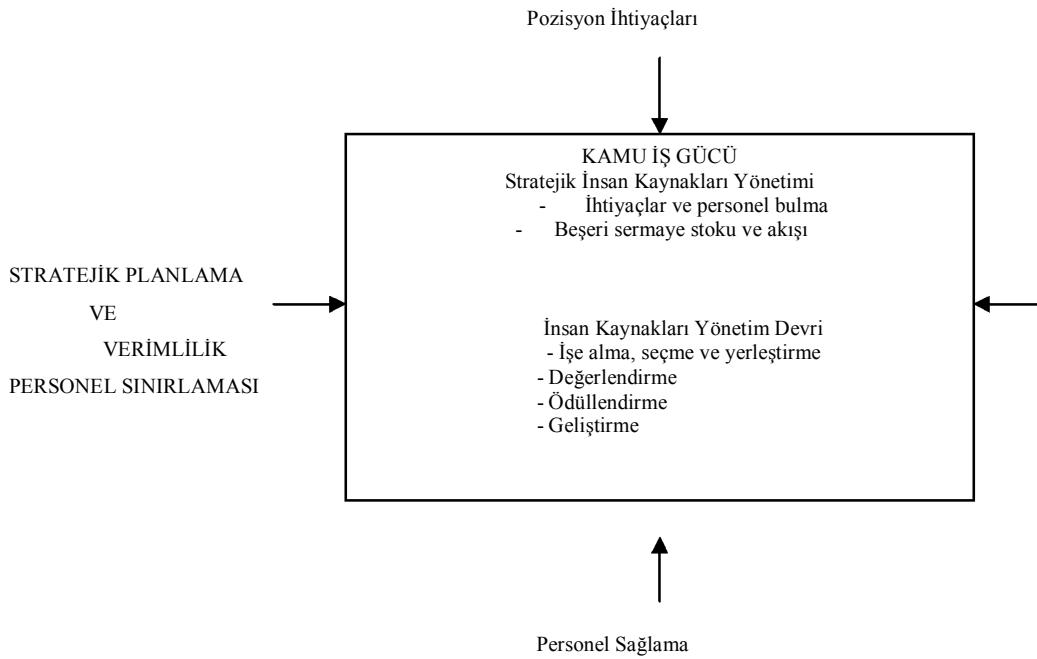 Pozisyon İhtiyaçları
KAMU İŞ GÜCÜ
Stratejik İnsan Kaynakları Yönetimi
- İhtiyaçlar ve personel bulma
- Beşeri sermaye stoku ve akışı
STRATEJİK PLANLAMA
VE
VERİMLİLİK
PERSONEL SINIRLAMASI
İnsan Kaynakları Yönetim Devri
- İşe alma, seçme ve yerleştirme
- Değerlendirme
- Ödüllendirme
- Geliştirme
Personel Sağlama